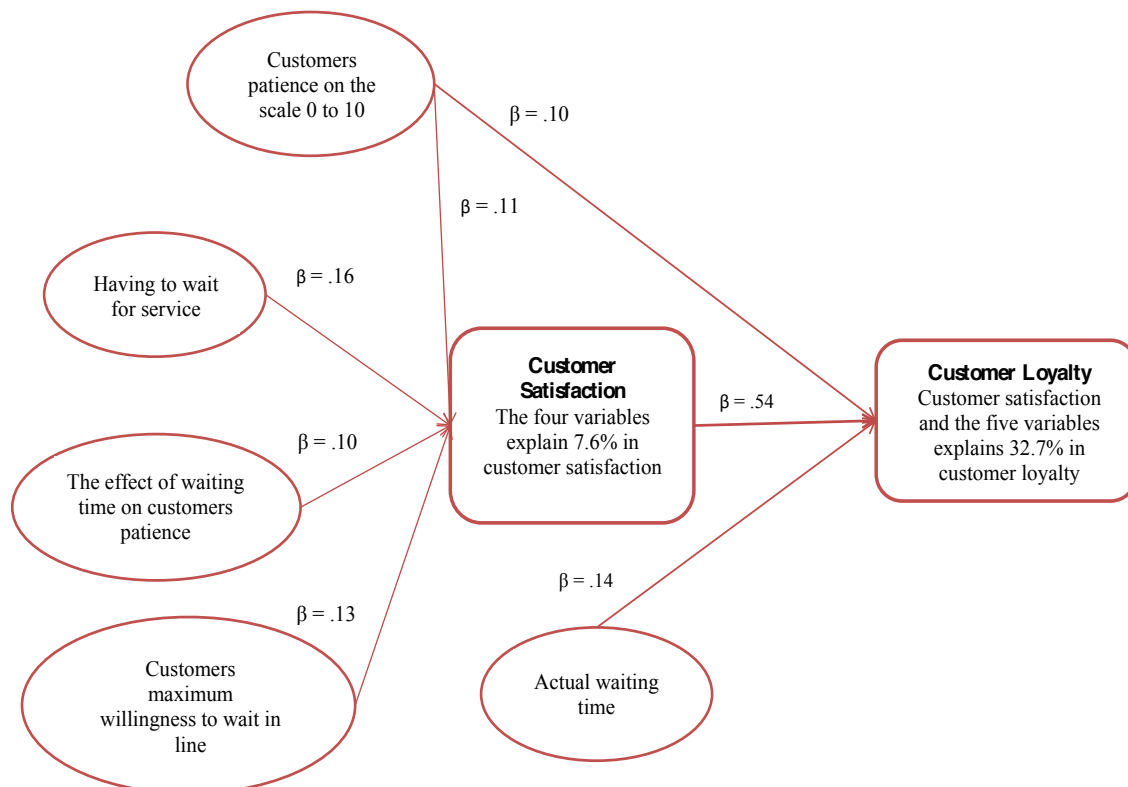 Customers
patience on the
scale 0 to 10
β = .10
β = .11
Having to wait
for service
β = .16
Customer
Satisfaction
The four variables
explain 7.6% in
customer satisfaction
β = .54
Customer Loyalty
Customer satisfaction
and the five variables
explains 32.7% in
customer loyalty
The effect of waiting
time on customers
patience
β = .10
β = .14
β = .13
Customers
maximum
willingness to wait in
line
Actual waiting
time